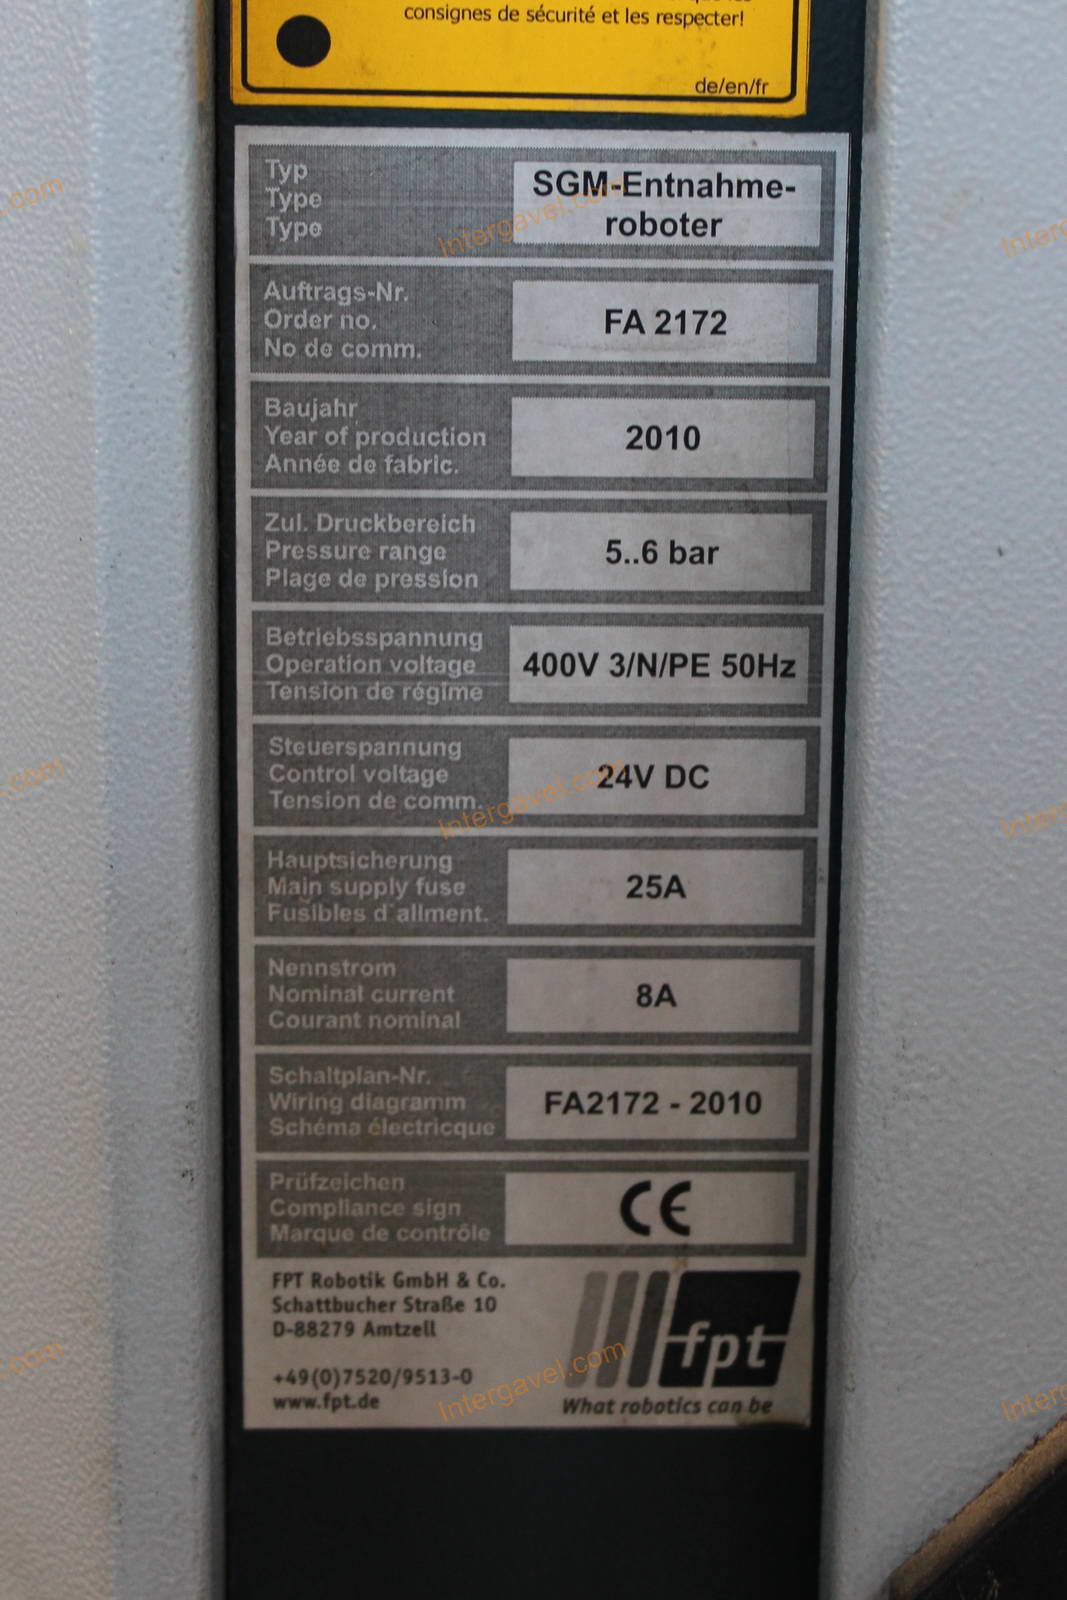 consignes de sécurité et les respecter!
de/en/fr
Typ
Type
Type
SGM-Entnahme-
roboter
Auftrags-Nr.
Order no.
No de comm.
FA 2172
Baujahr
Year of production
Année de fabric.
2010
Zul. Druckbereich
Pressure range
Plage de pression
5..6 bar
Betriebsspannung
Operation voltage
Tension de régime
400V 3/N/PE 50Hz
Steuerspannung
Control voltage
Tension de comm.
24V DC
Hauptsicherung
Main supply fuse
Fusibles d´allment.
25A
Nennstrom
Nominal current
Courant nominal
8A
Schaltplan-Nr.
Wiring diagramm
Schéma électricque
FA2172 - 2010
Prüfzeichen
Compliance sign
Marque de contrôle
CE
FPT Robotik GmbH & Co.
Schattbucher Straße 10
D-88279 Amtzell
+49(0)7520/9513-0
www.fpt.de
fpt
What robotics can be
Intergavel.com
Intergavel.com
Intergavel.com